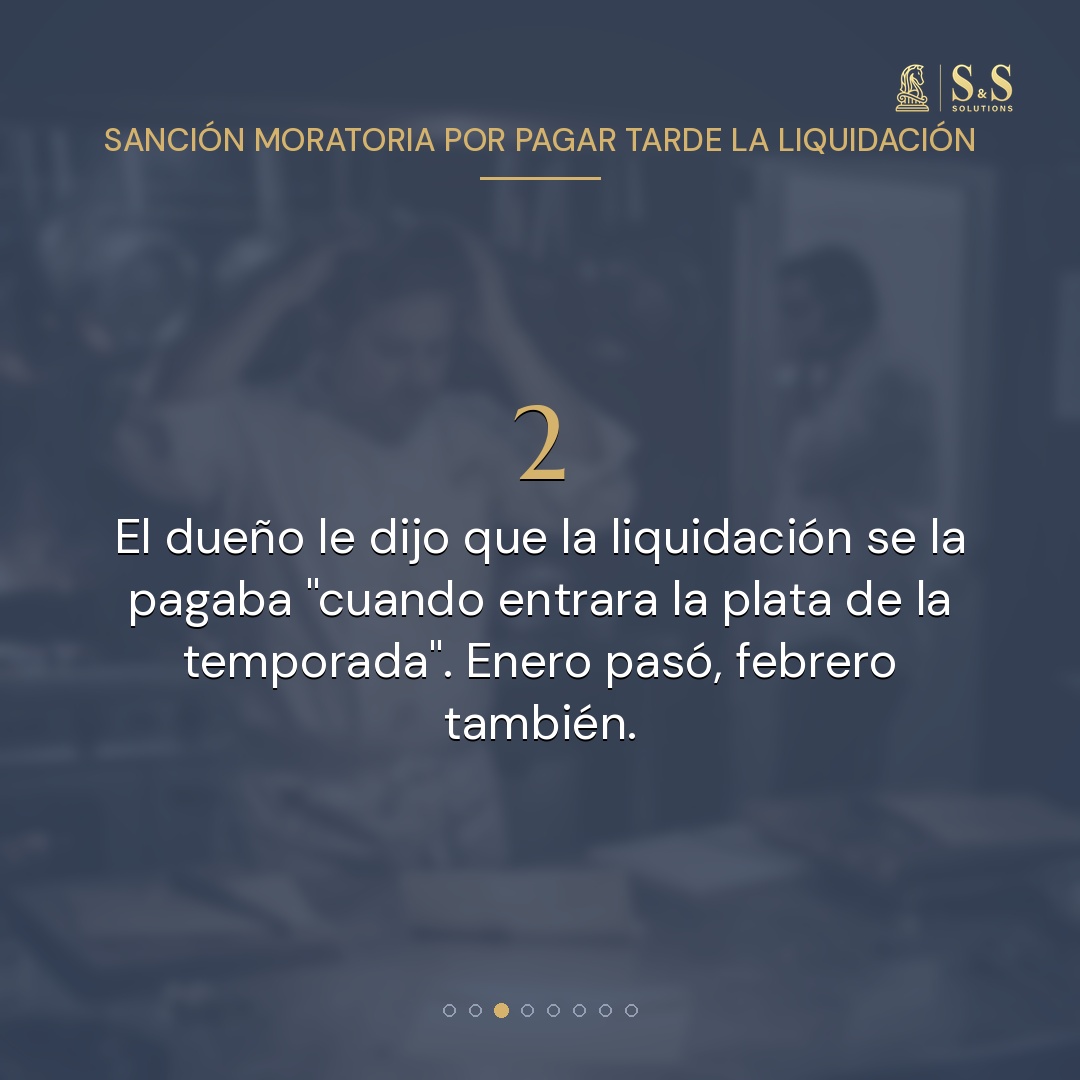 S&S
SOLUTIONS
SANCIÓN MORATORIA POR PAGAR TARDE LA LIQUIDACIÓN
2
El dueño le dijo que la liquidación se la
pagaba "cuando entrara la plata de la
temporada". Enero pasó, febrero
también.